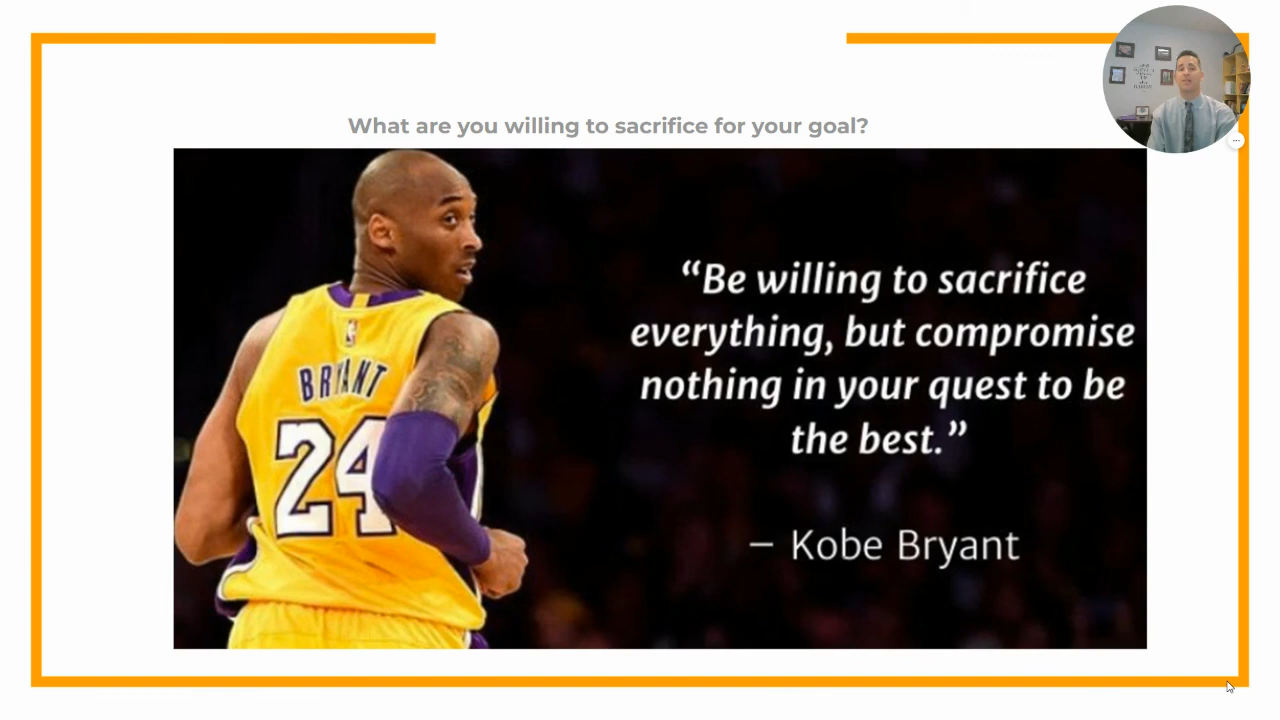 What are you willing to sacrifice for your goal?
“Be willing to sacrifice
everything, but compromise
nothing in your quest to be
the best.”
– Kobe Bryant
BRYANT
24